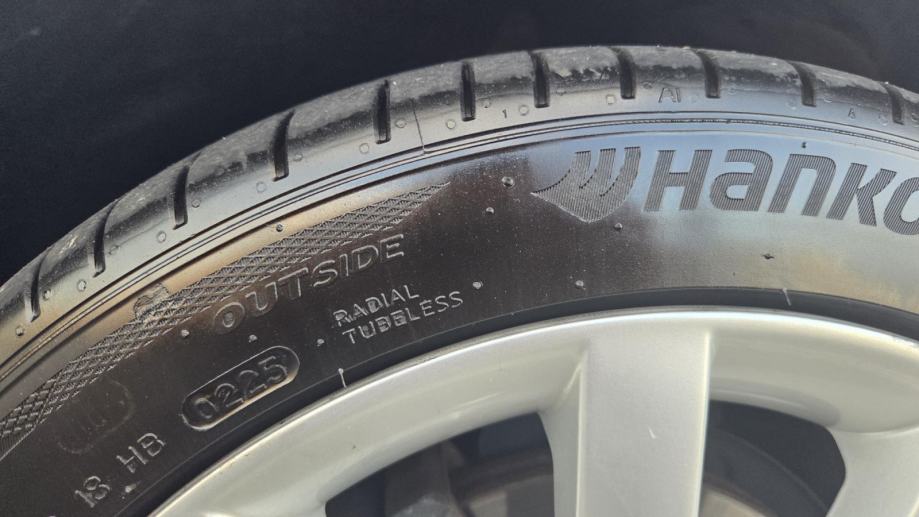 HANKO
OUTSIDE
RADIAL
TUBELESS
0225
18 HB